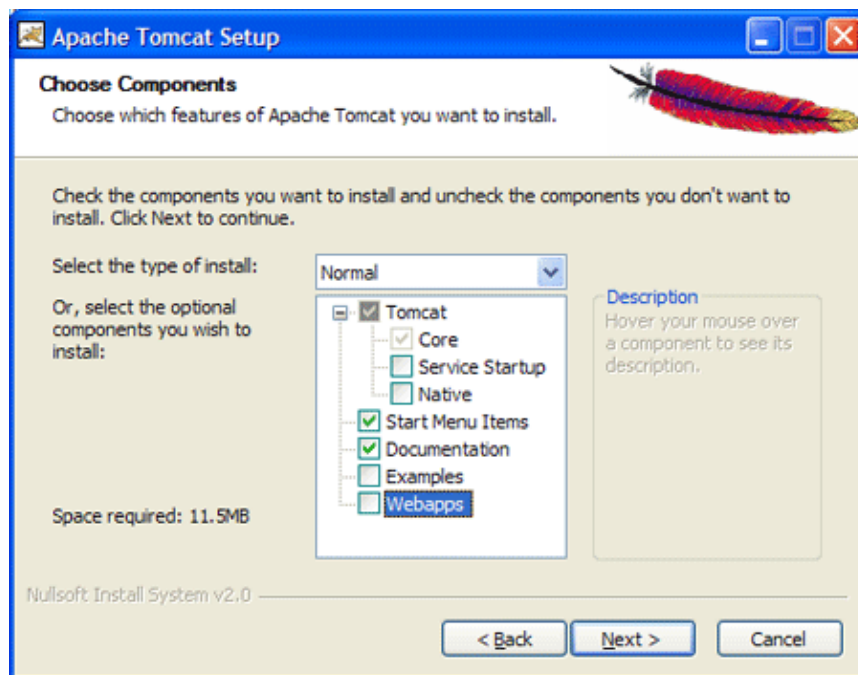 Apache Tomcat Setup
Choose Components
Choose which features of Apache Tomcat you want to install.
Check the components you want to install and uncheck the components you don't want to
install. Click Next to continue.
Select the type of install:
Normal
Or, select the optional
components you wish to
install:
Tomcat
Core
Service Startup
Native
Start Menu Items
Documentation
Examples
Webapps
Description
Hover your mouse over
a component to see its
description.
Space required: 11.5MB
Nullsoft Install System v2.0
< Back
Next >
Cancel